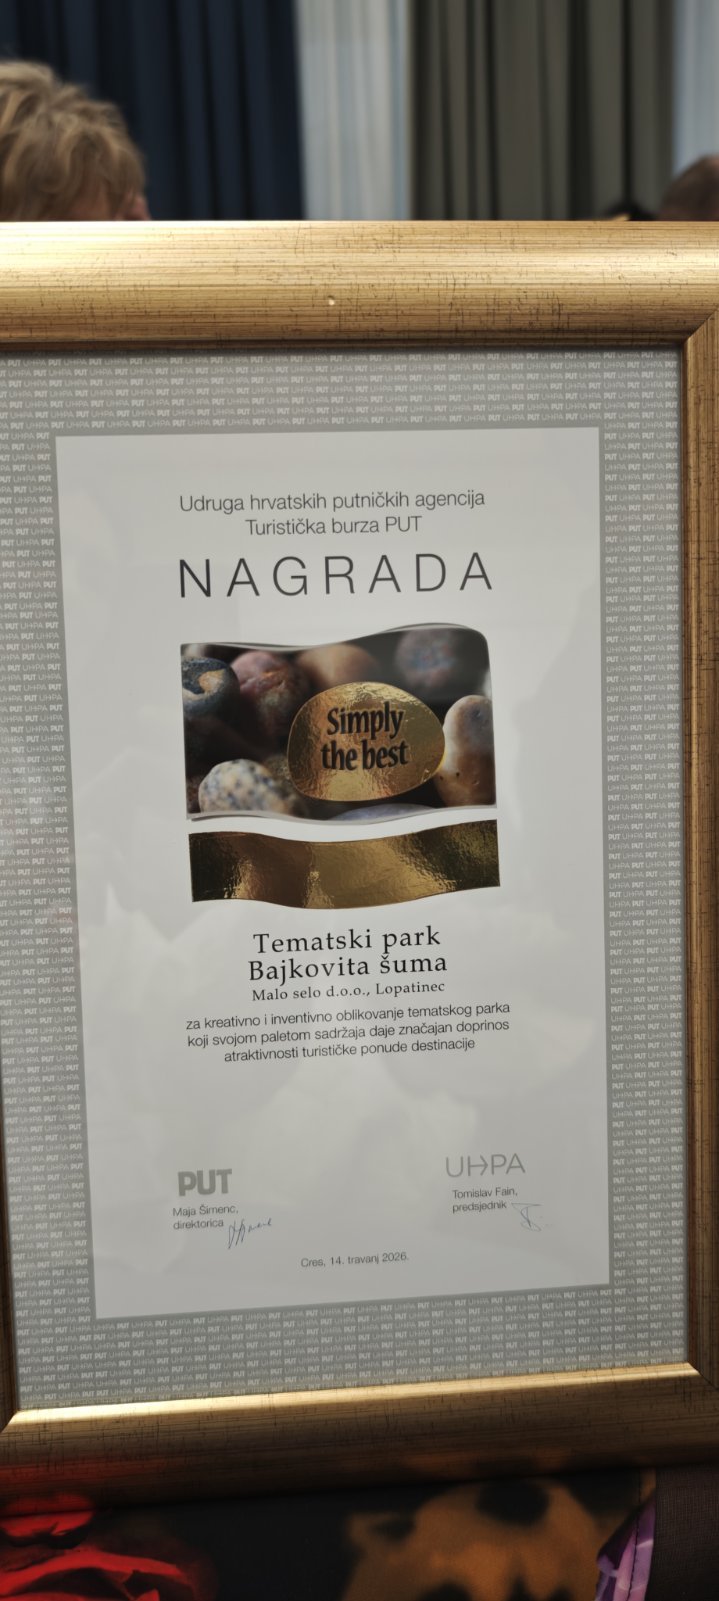 Udruga hrvatskih putničkih agencija
Turistička burza PUT
NAGRADA
Simply
the best
Tematski park
Bajkovita šuma
Malo selo d.o.o., Lopatinec
za kreativno i inventivno oblikovanje tematskog parka
koji svojom paletom sadržaja daje značajan doprinos
atraktivnosti turističke ponude destinacije
PUT
Maja Šimenc,
direktorica
UHPA
Tomislav Fain,
predsjednik
Cres, 14. travanj 2026.